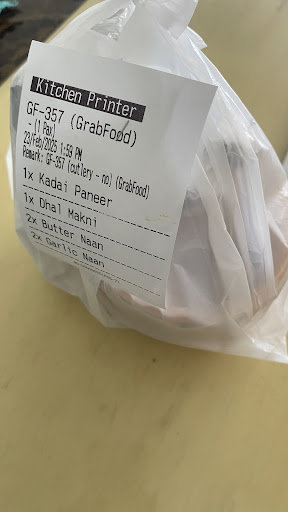 Kitchen Printer
GF-357 (GrabFood)
- [1 Pax]
23/Feb/2025 1:59 PM
Remark: GF-357 (cutlery - no) (GrabFood)
1x Kadai Paneer
1x Dhal Makni
2x Butter Naan
2x Garlic Naan